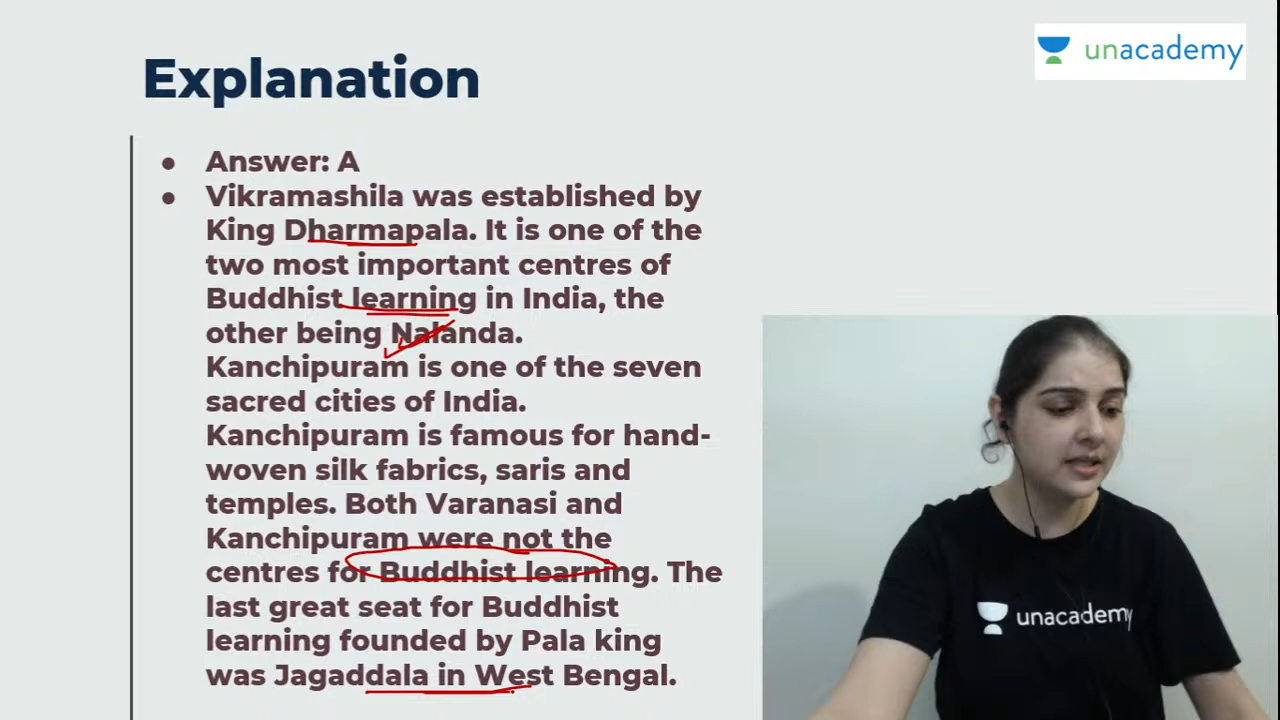 unacademy
Explanation
Answer: A
Vikramashila was established by
King Dharmapala. It is one of the
two most important centres of
Buddhist learning in India, the
other being Nalanda.
Kanchipuram is one of the seven
sacred cities of India.
Kanchipuram is famous for hand-
woven silk fabrics, saris and
temples. Both Varanasi and
Kanchipuram were not the
centres for Buddhist learning. The
last great seat for Buddhist
learning founded by Pala king
was Jagaddala in West Bengal.
unacademy